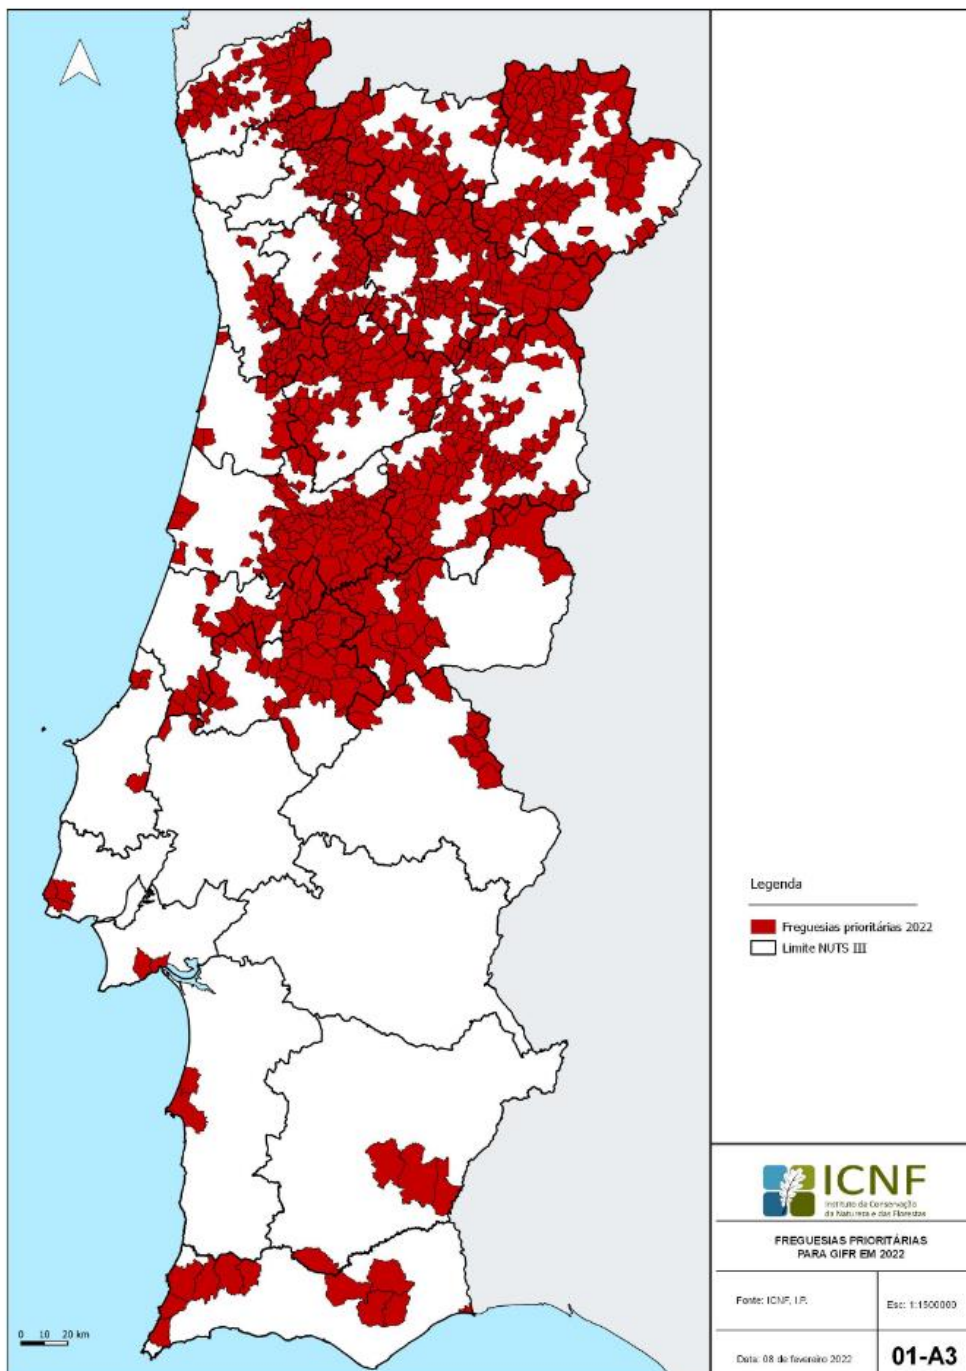 Legenda
Freguesias prioritárias 2022
Limite NUTS III
0 10 20 km
ICNF
Instituto da Conservação
da Natureza e das Florestas
FREGUESIAS PRIORITÁRIAS
PARA GIFR EM 2022
Fonte: ICNF, I.P.
Esc: 1:1500000
Data: 08 de fevereiro 2022
01-A3